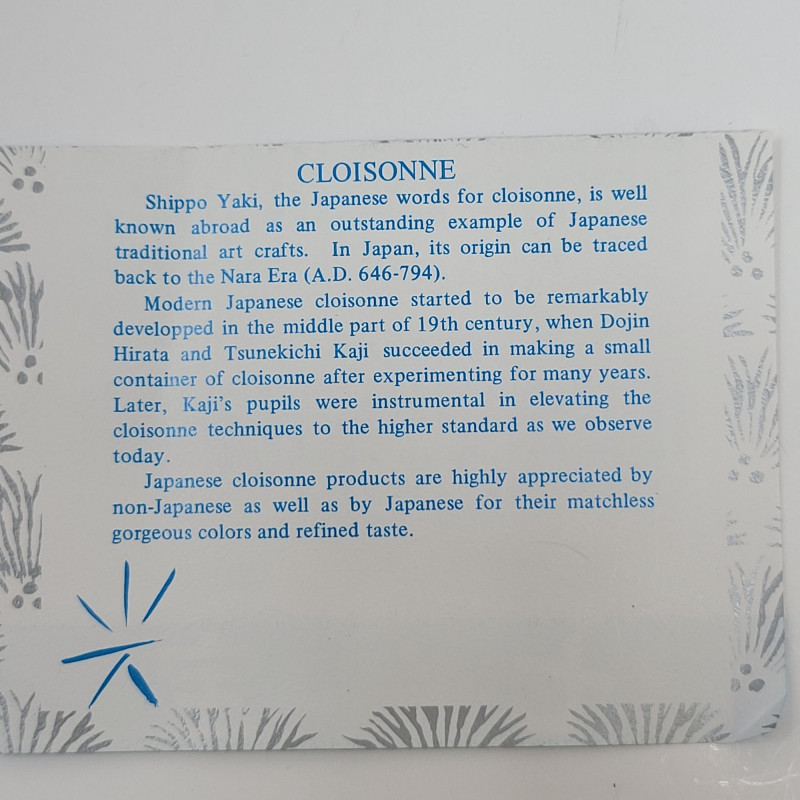 CLOISONNE
Shippo Yaki, the Japanese words for cloisonne, is well
known abroad as an outstanding example of Japanese
traditional art crafts. In Japan, its origin can be traced
back to the Nara Era (A.D. 646-794).
Modern Japanese cloisonne started to be remarkably
developped in the middle part of 19th century, when Dojin
Hirata and Tsunekichi Kaji succeeded in making a small
container of cloisonne after experimenting for many years.
Later, Kaji's pupils were instrumental in elevating the
cloisonne techniques to the higher standard as we observe
today.
Japanese cloisonne products are highly appreciated by
non-Japanese as well as by Japanese for their matchless
gorgeous colors and refined taste.